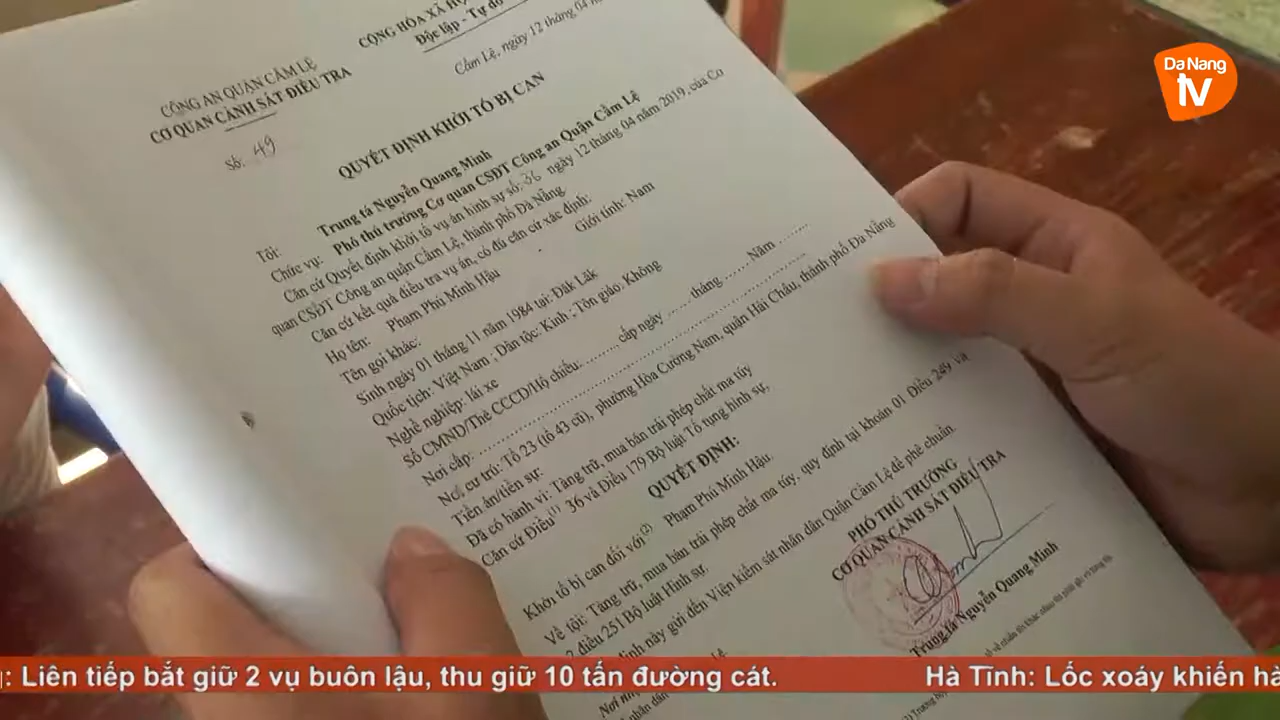 Da Nang
tv
CỘNG HÒA XÃ
Độc lập - Tự do
CÔNG AN QUẬN CẨM LỆ
CƠ QUAN CẢNH SÁT ĐIỀU TRA
Cẩm Lệ, ngày 12 tháng 04
Số: 49
QUYẾT ĐỊNH KHỞI TỐ BỊ CAN
Tôi: Trung tá Nguyễn Quang Minh
Chức vụ: Phó thủ trưởng Cơ quan CSĐT Công an Quận Cẩm Lệ
Căn cứ Quyết định khởi tố vụ án hình sự số: 36 ngày 12 tháng 04 năm 2019, của Cơ
quan CSĐT Công an quận Cẩm Lệ, thành phố Đà Nẵng.
Căn cứ kết quả điều tra vụ án, có đủ căn cứ xác định:
Họ tên: Phạm Phú Minh Hậu Giới tính: Nam
Tên gọi khác:
Sinh ngày 01 tháng 11 năm 1984 tại: Đăk Lăk
Quốc tịch: Việt Nam ; Dân tộc: Kinh ; Tôn giáo: Không
Nghề nghiệp: lái xe
Số CMND/Thẻ CCCD/Hộ chiếu: ......... cấp ngày ....... tháng ....... Năm .......
Nơi cấp: ........................
Nơi cư trú: Tổ 23 (tổ 43 cũ), phường Hòa Cường Nam, quận Hải Châu, thành phố Đà Nẵng
Tiền án/tiền sự:
Đã có hành vi: Tàng trữ, mua bán trái phép chất ma túy
Căn cứ Điều(1) 36 và Điều 179 Bộ luật Tố tụng hình sự.
QUYẾT ĐỊNH:
Khởi tố bị can đối với(2) Phạm Phú Minh Hậu.
Về tội: Tàng trữ, mua bán trái phép chất ma túy, quy định tại khoản 01 Điều 249 và
2 điều 251 Bộ luật Hình sự.
định này gửi đến Viện kiểm sát nhân dân Quận Cẩm Lệ để phê chuẩn.
PHÓ THỦ TRƯỞNG
CƠ QUAN CẢNH SÁT ĐIỀU TRA
Trung tá Nguyễn Quang Minh
: Liên tiếp bắt giữ 2 vụ buôn lậu, thu giữ 10 tấn đường cát. Hà Tĩnh: Lốc xoáy khiến